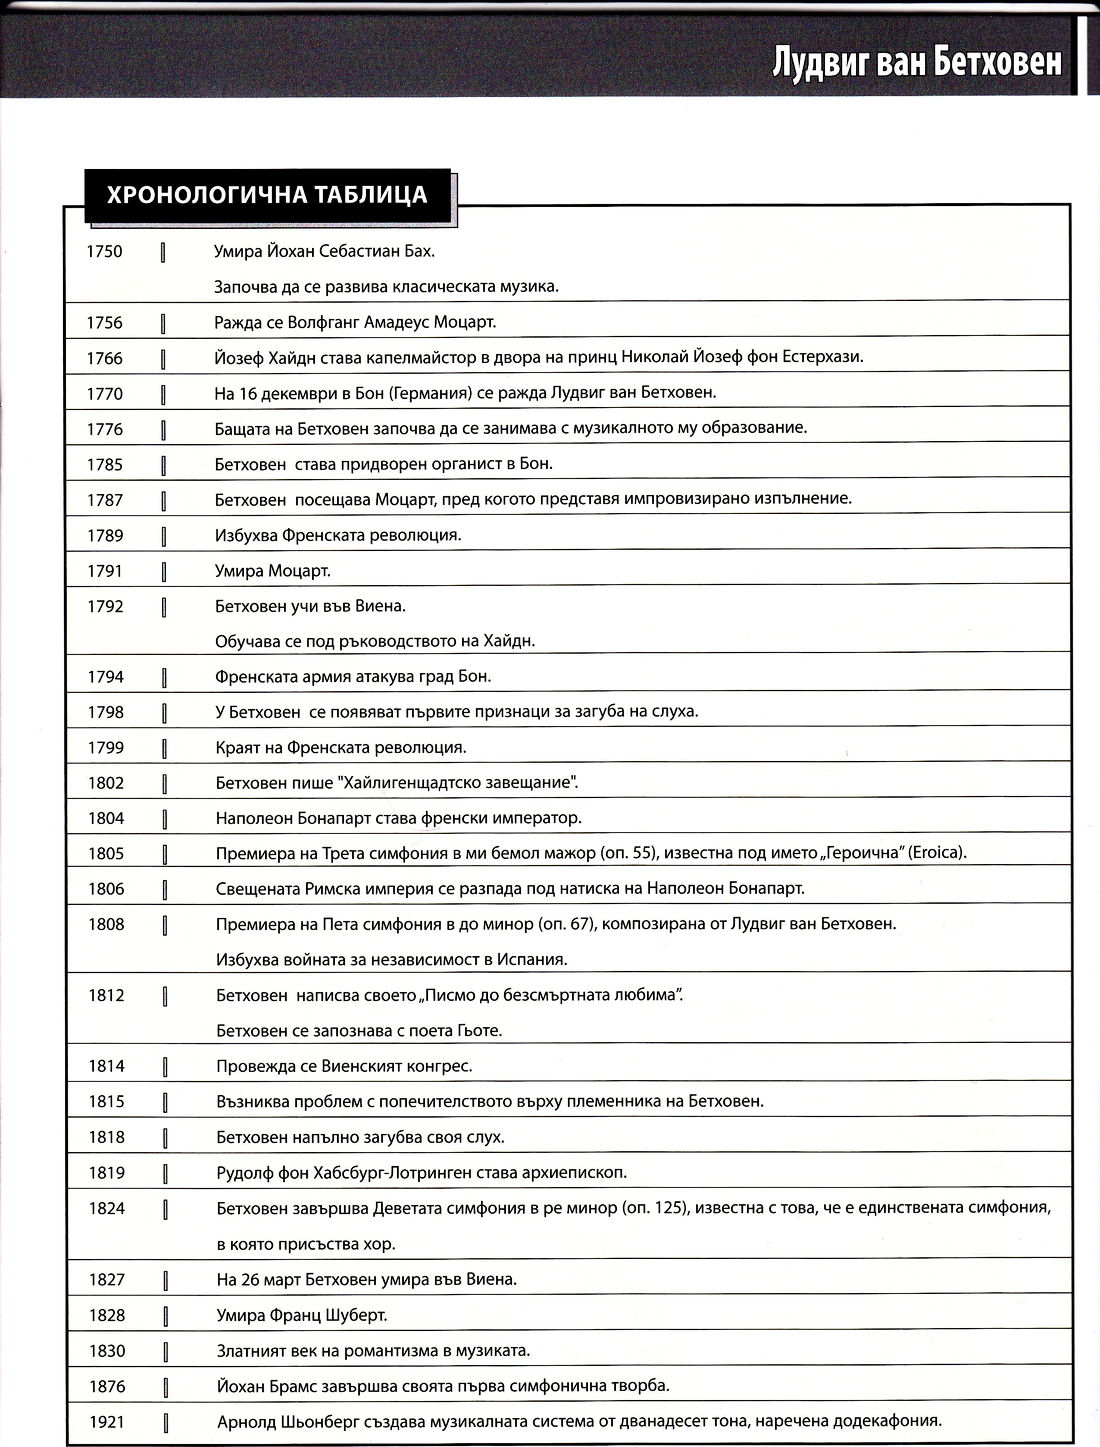 Лудвиг ван Бетховен
ХРОНОЛОГИЧНА ТАБЛИЦА
1750 Умира Йохан Себастиан Бах.
Започва да се развива класическата музика.
1756 Ражда се Волфганг Амадеус Моцарт.
1766 Йозеф Хайдн става капелмайстор в двора на принц Николай Йозеф фон Естерхази.
1770 На 16 декември в Бон (Германия) се ражда Лудвиг ван Бетховен.
1776 Бащата на Бетховен започва да се занимава с музикалното му образование.
1785 Бетховен става придворен органист в Бон.
1787 Бетховен посещава Моцарт, пред когото представя импровизирано изпълнение.
1789 Избухва Френската революция.
1791 Умира Моцарт.
1792 Бетховен учи във Виена.
Обучава се под ръководството на Хайдн.
1794 Френската армия атакува град Бон.
1798 У Бетховен се появяват първите признаци за загуба на слуха.
1799 Краят на Френската революция.
1802 Бетховен пише "Хайлигенщадтско завещание".
1804 Наполеон Бонапарт става френски император.
1805 Премиера на Трета симфония в ми бемол мажор (оп. 55), известна под името „Героична” (Eroica).
1806 Свещената Римска империя се разпада под натиска на Наполеон Бонапарт.
1808 Премиера на Пета симфония в до минор (оп. 67), композирана от Лудвиг ван Бетховен.
Избухва войната за независимост в Испания.
1812 Бетховен написва своето „Писмо до безсмъртната любима”.
Бетховен се запознава с поета Гьоте.
1814 Провежда се Виенският конгрес.
1815 Възниква проблем с попечителството върху племенника на Бетховен.
1818 Бетховен напълно загубва своя слух.
1819 Рудолф фон Хабсбург-Лотринген става архиепископ.
1824 Бетховен завършва Деветата симфония в ре минор (оп. 125), известна с това, че е единствената симфония,
в която присъства хор.
1827 На 26 март Бетховен умира във Виена.
1828 Умира Франц Шуберт.
1830 Златният век на романтизма в музиката.
1876 Йохан Брамс завършва своята първа симфонична творба.
1921 Арнолд Шьонберг създава музикалната система от дванадесет тона, наречена додекафония.